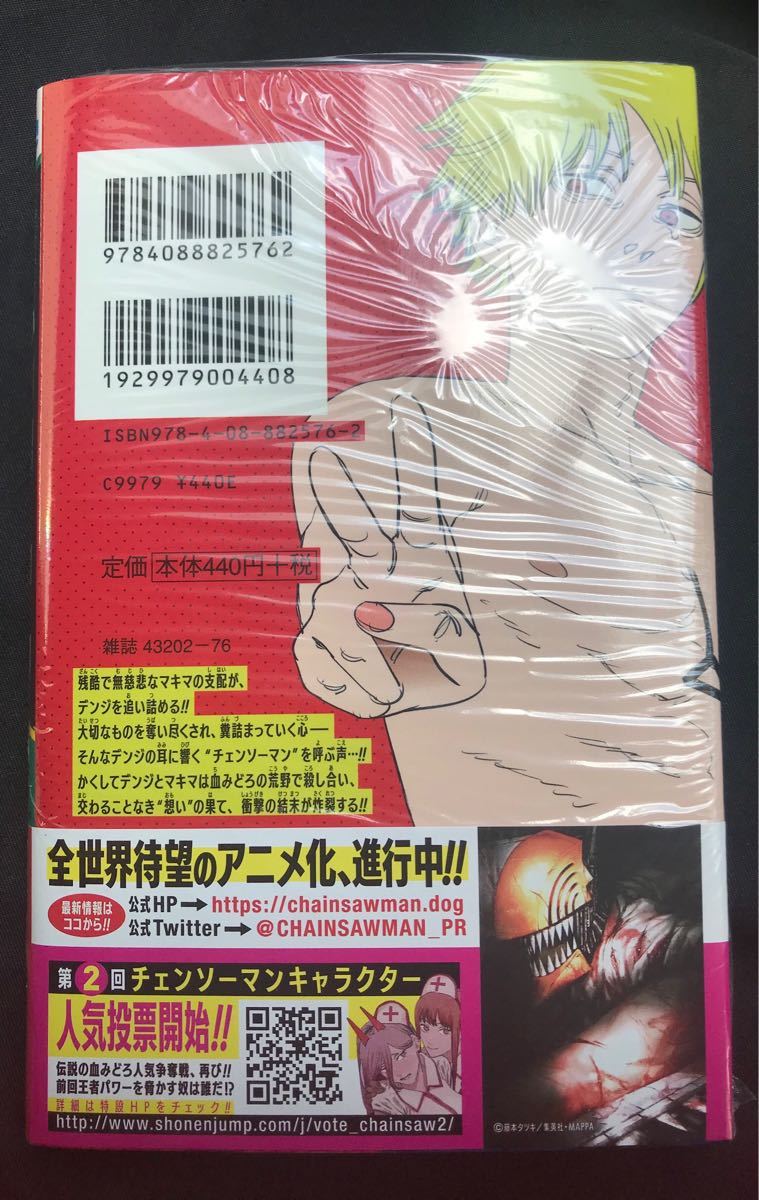 9784088825762
1929979004408
ISBN978-4-08-882576-2
C9979 ¥440E
定価 本体440円+税
雑誌 43202-76
残酷で無慈悲なマキマの支配が、
デンジを追い詰める!!
大切なものを奪い尽くされ、糞詰まっていく心―
そんなデンジの耳に響く“チェンソーマン”を呼ぶ声…!!
かくしてデンジとマキマは血みどろの荒野で殺し合い、
交わることなき“想い”の果て、衝撃の結末が炸裂する!!
全世界待望のアニメ化、進行中!!
最新情報は
ココから!!
公式HP→https://chainsawman.dog
公式Twitter→@CHAINSAWMAN_PR
第2回チェンソーマンキャラクター
人気投票開始!!
伝説の血みどろ人気争奪戦、再び!!
前回王者パワーを脅かす奴は誰だ!?
詳細は特設HPをチェック!!
http://www.shonenjump.com/j/vote_chainsaw2/
©藤本タツキ/集英社・MAPPA